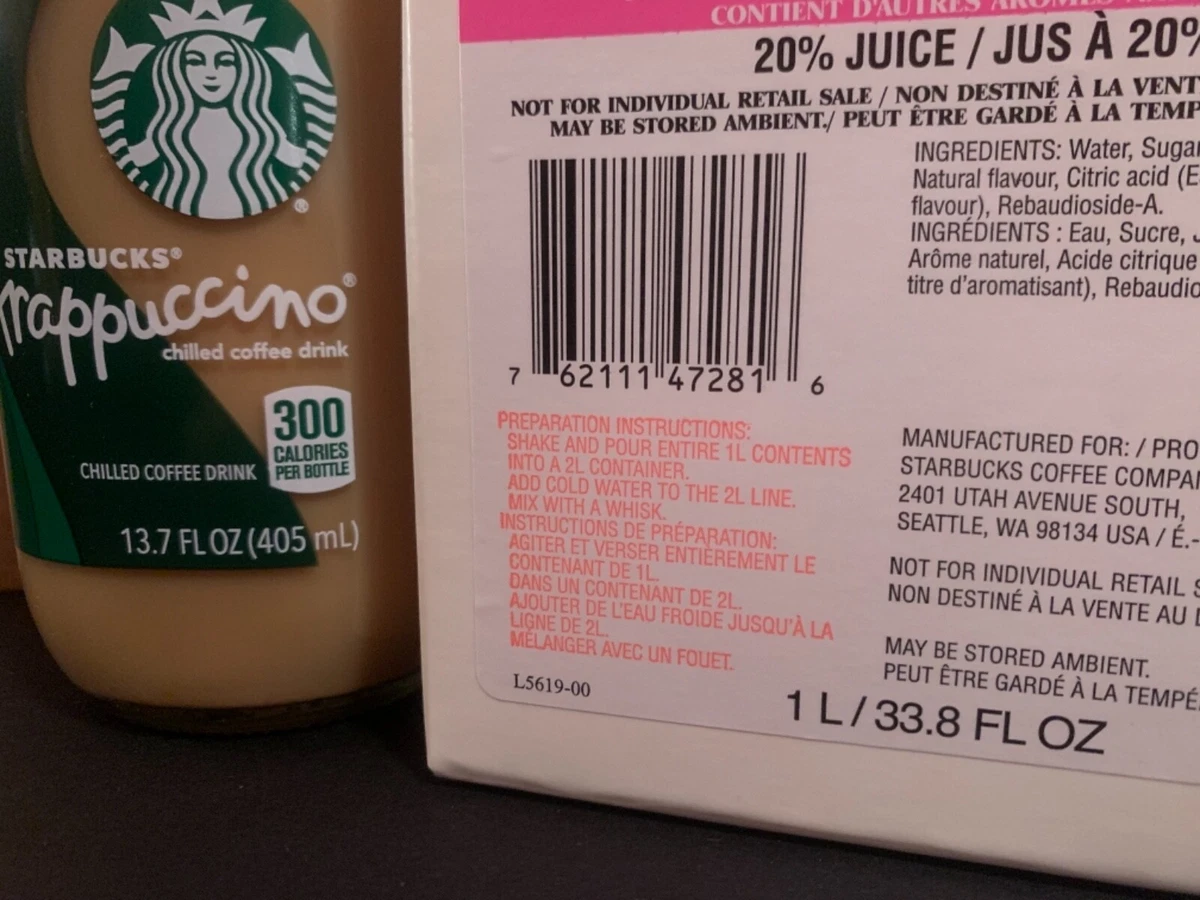 STARBUCKS®
Frappuccino®
chilled coffee drink
300
CALORIES
PER BOTTLE
CHILLED COFFEE DRINK
13.7 FL OZ (405 mL)
®
CONTIENT D'AUTRES ARÔMES
20% JUICE / JUS À 20%
NOT FOR INDIVIDUAL RETAIL SALE / NON DESTINÉ À LA VENT
MAY BE STORED AMBIENT./ PEUT ÊTRE GARDÉ À LA TEMP
7 62111 47281 6
INGREDIENTS: Water, Sugar
Natural flavour, Citric acid (E
flavour), Rebaudioside-A.
INGRÉDIENTS : Eau, Sucre, J
Arôme naturel, Acide citrique
titre d'aromatisant), Rebaudio
PREPARATION INSTRUCTIONS:
SHAKE AND POUR ENTIRE 1L CONTENTS
INTO A 2L CONTAINER.
ADD COLD WATER TO THE 2L LINE.
MIX WITH A WHISK.
INSTRUCTIONS DE PRÉPARATION:
AGITER ET VERSER ENTIÈREMENT LE
CONTENANT DE 1L.
DANS UN CONTENANT DE 2L.
AJOUTER DE L'EAU FROIDE JUSQU'À LA
LIGNE DE 2L.
MÉLANGER AVEC UN FOUET.
L5619-00
MANUFACTURED FOR: / PRO
STARBUCKS COFFEE COMPAN
2401 UTAH AVENUE SOUTH,
SEATTLE, WA 98134 USA / É.-
NOT FOR INDIVIDUAL RETAIL S
NON DESTINÉ À LA VENTE AU D
MAY BE STORED AMBIENT.
PEUT ÊTRE GARDÉ À LA TEMPÉ
1 L / 33.8 FL OZ